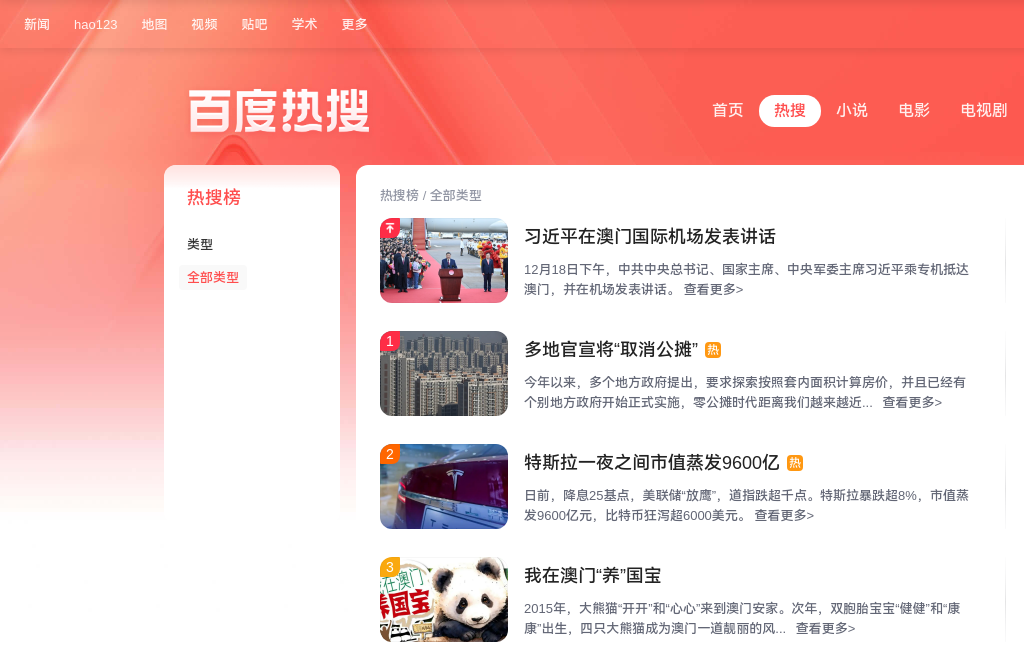 新闻 hao123 地图 视频 贴吧 学术 更多
百度热搜
首页 热搜 小说 电影 电视剧
热搜榜
类型
全部类型
热搜榜 / 全部类型
习近平在澳门国际机场发表讲话
12月18日下午，中共中央总书记、国家主席、中央军委主席习近平乘专机抵达
澳门，并在机场发表讲话。 查看更多>
1
多地官宣将“取消公摊” 热
今年以来，多个地方政府提出，要求探索按照套内面积计算房价，并且已经有
个别地方政府开始正式实施，零公摊时代距离我们越来越近... 查看更多>
2
特斯拉一夜之间市值蒸发9600亿 热
日前，降息25基点，美联储“放鹰”，道指跌超千点。特斯拉暴跌超8%，市值蒸
发9600亿元，比特币狂泻超6000美元。 查看更多>
3
我在澳门“养”国宝
2015年，大熊猫“开开”和“心心”来到澳门安家。次年，双胞胎宝宝“健健”和“康
康”出生，四只大熊猫成为澳门一道靓丽的风... 查看更多>
在澳门
养国宝